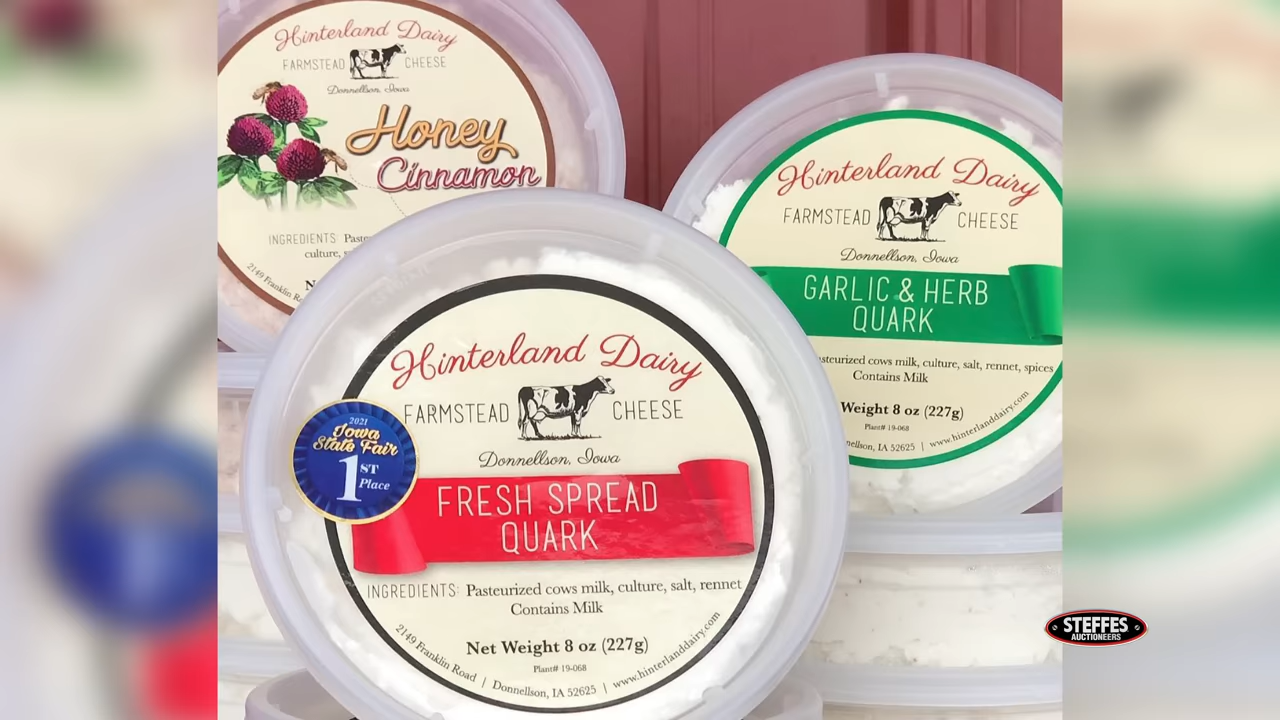 Hinterland Dairy
FARMSTEAD CHEESE
Donnellson, Iowa
Honey
Cinnamon
INGREDIENTS
culture,
2149 Franklin
Hinterland Dairy
FARMSTEAD CHEESE
Donnellson, Iowa
GARLIC & HERB
QUARK
cows milk, culture, salt, rennet, spices
Contains Milk
Weight 8 oz (227g)
Plant# 19-068
IA 52625 | www.hinterlanddairy.com
Hinterland Dairy
FARMSTEAD CHEESE
Donnellson, Iowa
2021
Iowa
State Fair
1ST
Place
FRESH SPREAD
QUARK
INGREDIENTS: Pasteurized cows milk, culture, salt, rennet
Contains Milk
Net Weight 8 oz (227g)
Plant# 19-068
2149 Franklin Road | Donnellson, IA 52625 | www.hinterlanddairy.com
STEFFES
AUCTIONEERS